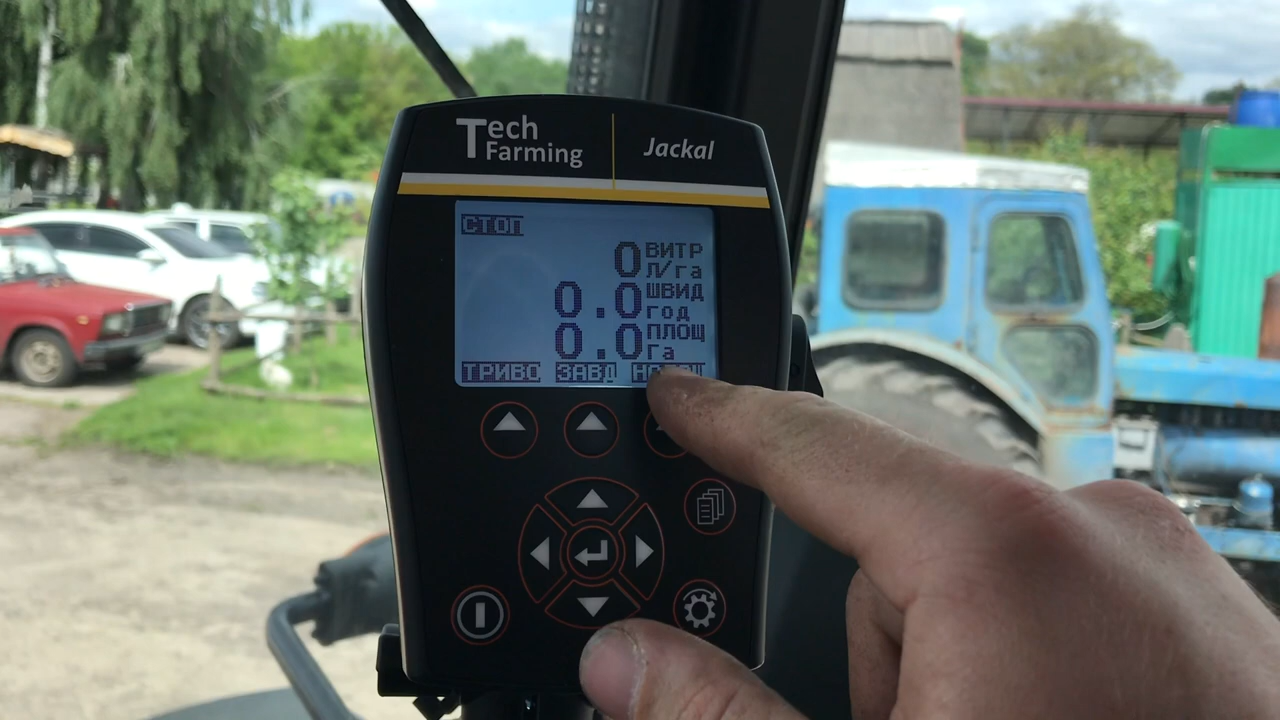 Tech
Farming
Jackal
СТОП
0 ВИТР
л/га
0.0 ШВИД
год
0.0 ПЛОЩ
га
ТРИВО ЗАВД